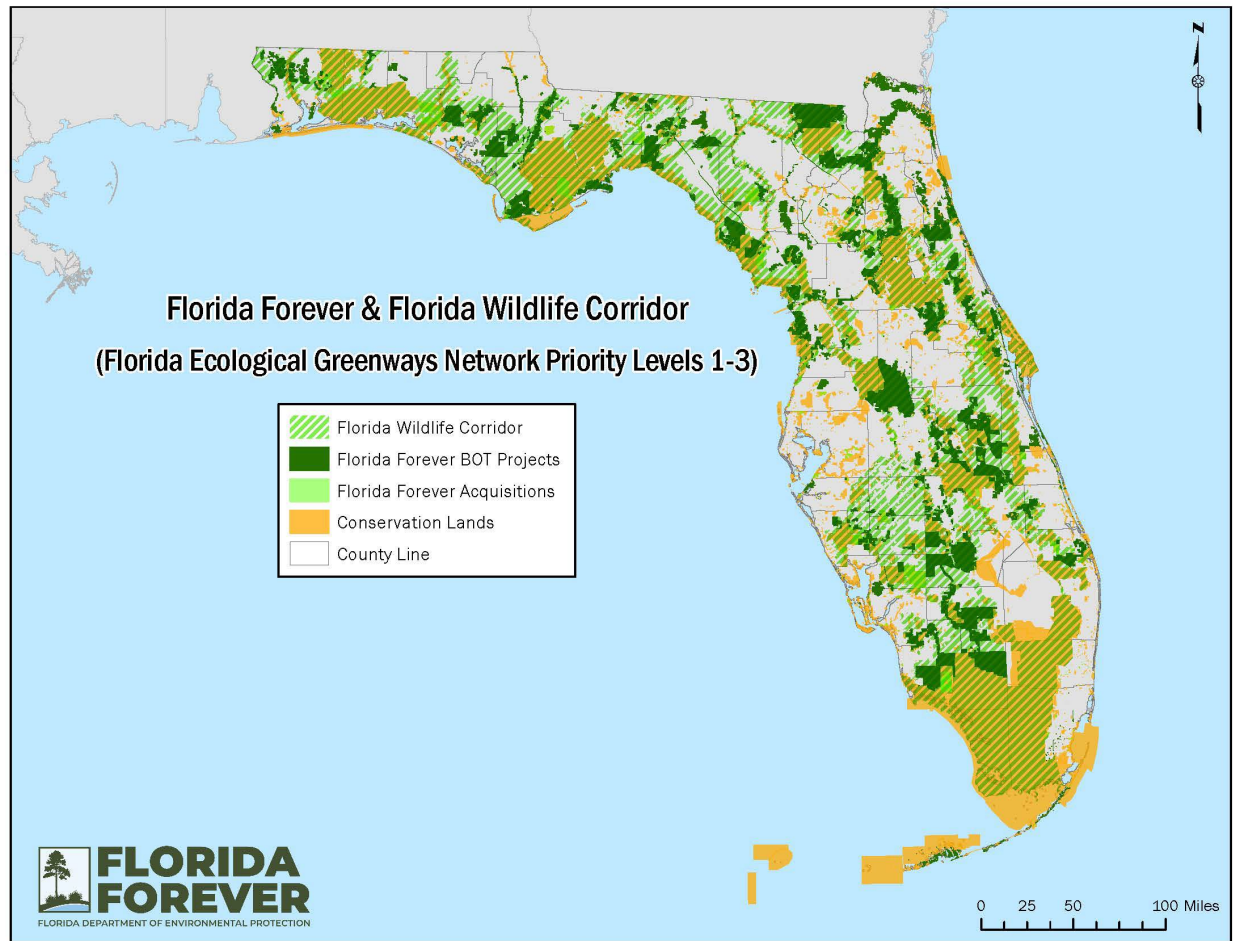 N
Florida Forever & Florida Wildlife Corridor
(Florida Ecological Greenways Network Priority Levels 1-3)
Florida Wildlife Corridor
Florida Forever BOT Projects
Florida Forever Acquisitions
Conservation Lands
County Line
FLORIDA
FOREVER
FLORIDA DEPARTMENT OF ENVIRONMENTAL PROTECTION
0 25 50 100 Miles